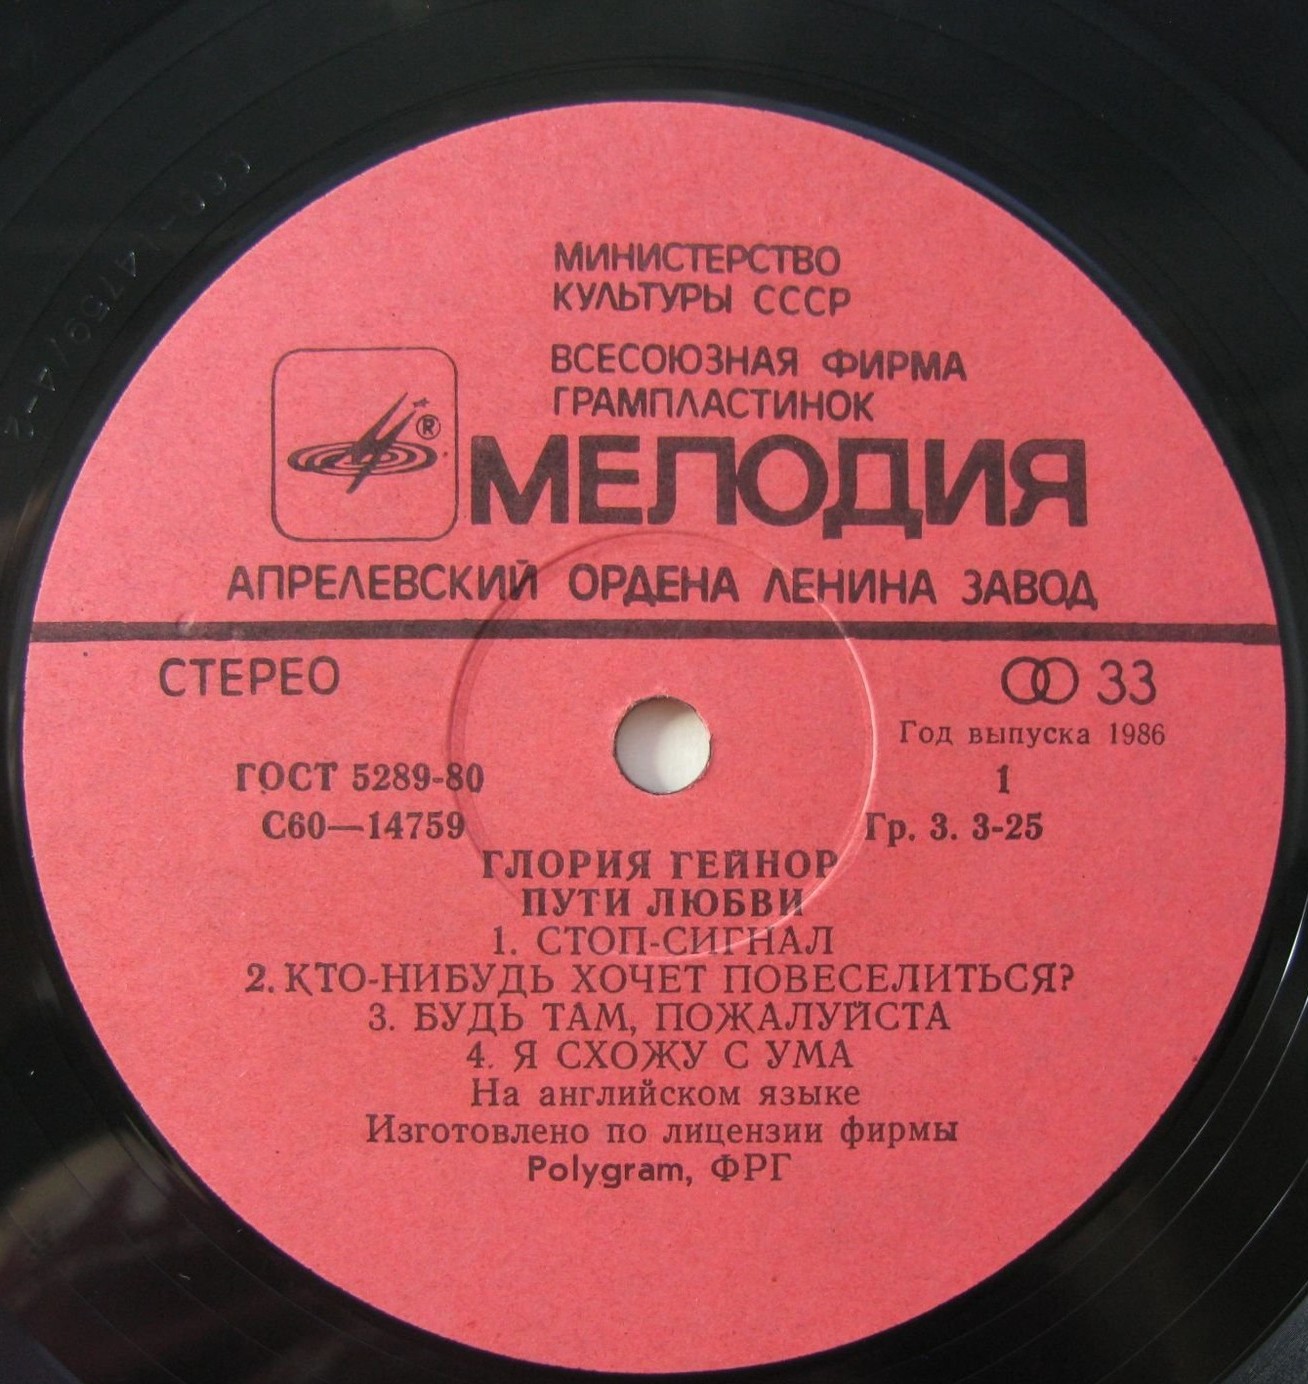 МИНИСТЕРСТВО
КУЛЬТУРЫ СССР
ВСЕСОЮЗНАЯ ФИРМА
ГРАМПЛАСТИНОК
®
МЕЛОДИЯ
АПРЕЛЕВСКИЙ ОРДЕНА ЛЕНИНА ЗАВОД
СТЕРЕО
33
Год выпуска 1986
ГОСТ 5289-80
1
С60—14759
Гр. 3. 3-25
ГЛОРИЯ ГЕЙНОР
ПУТИ ЛЮБВИ
1. СТОП-СИГНАЛ
2. КТО-НИБУДЬ ХОЧЕТ ПОВЕСЕЛИТЬСЯ?
3. БУДЬ ТАМ, ПОЖАЛУЙСТА
4. Я СХОЖУ С УМА
На английском языке
Изготовлено по лицензии фирмы
Polygram, ФРГ